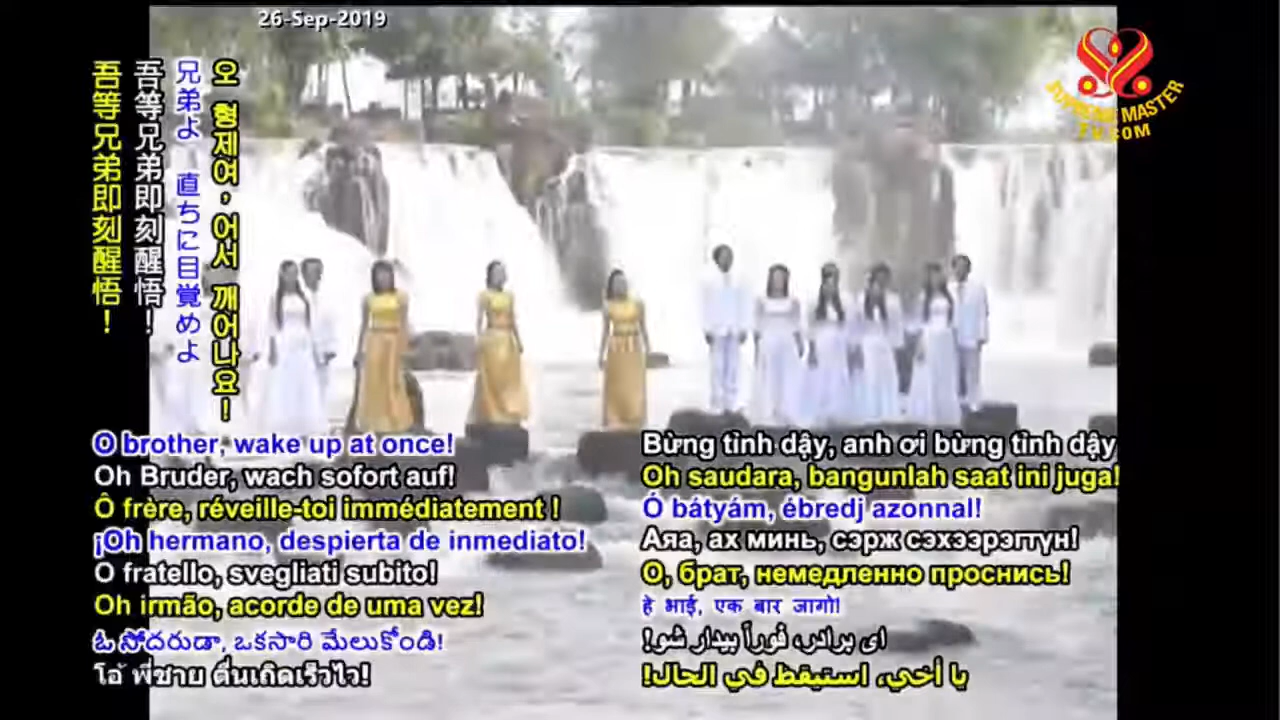 26-Sep-2019
SUPREME MASTER
TV.COM
오 형제여, 어서 깨어나요!
兄弟よ 直ちに目覚めよ
吾等兄弟即刻醒悟！
吾等兄弟即刻醒悟！
O brother, wake up at once!
Oh Bruder, wach sofort auf!
Ô frère, réveille-toi immédiatement !
¡Oh hermano, despierta de inmediato!
O fratello, svegliati subito!
Oh irmão, acorde de uma vez!
ఓ సోదరుడా, ఒకసారి మేలుకోండి!
โอ้ พี่ชาย ตื่นเถิดเร็วไว!
Bừng tỉnh dậy, anh ơi bừng tỉnh dậy
Oh saudara, bangunlah saat ini juga!
Ó bátyám, ébredj azonnal!
Аяа, ах минь, сэрж сэхээрэгтүн!
О, брат, немедленно проснись!
हे भाई, एक बार जागो!
ای برادر، فوراً بیدار شو!
يا أخي، استيقظ في الحال!